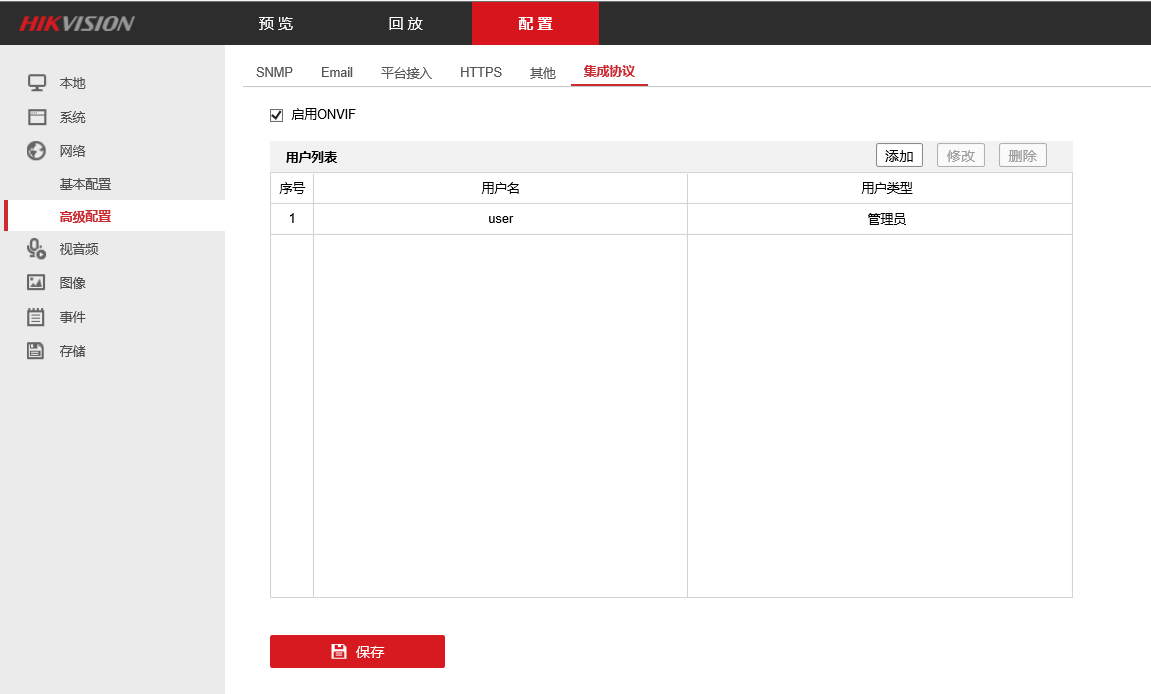 HIKVISION
预览 回放 配置
本地
系统
网络
基本配置
高级配置
视音频
图像
事件
存储
SNMP Email 平台接入 HTTPS 其他 集成协议
启用ONVIF
用户列表 添加 修改 删除
序号 用户名 用户类型
1 user 管理员
保存